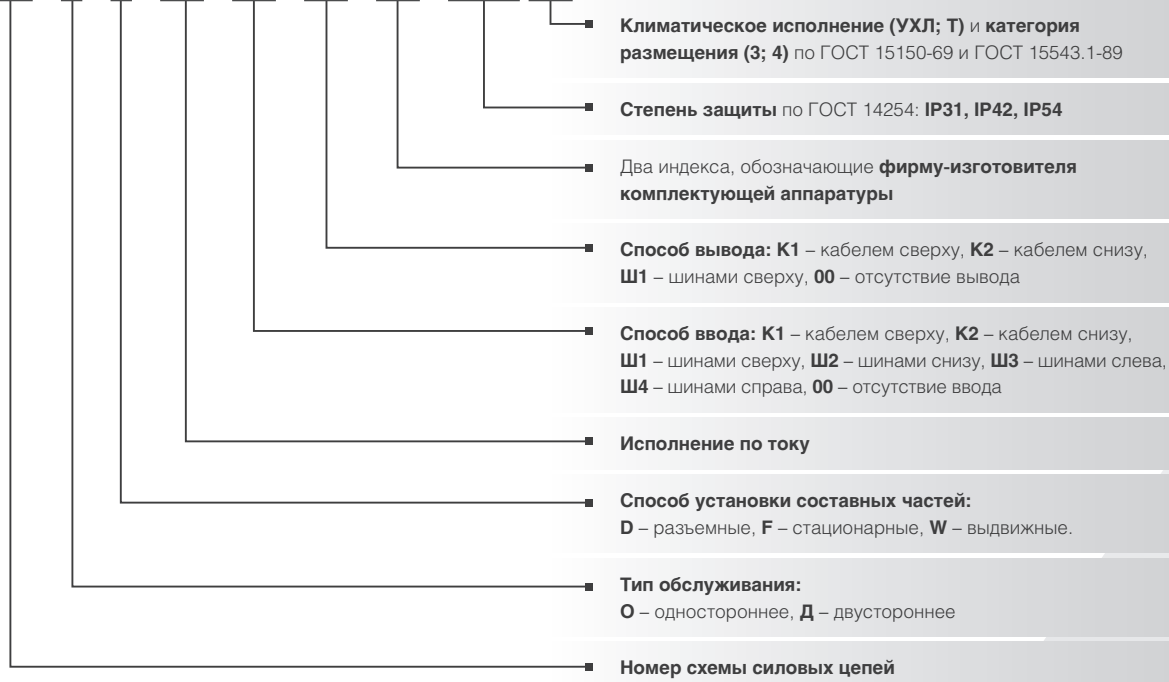 Климатическое исполнение (УХЛ; Т) и категория
размещения (3; 4) по ГОСТ 15150-69 и ГОСТ 15543.1-89
Степень защиты по ГОСТ 14254: IP31, IP42, IP54
Два индекса, обозначающие фирму-изготовителя
комплектующей аппаратуры
Способ вывода: К1 – кабелем сверху, К2 – кабелем снизу,
Ш1 – шинами сверху, 00 – отсутствие вывода
Способ ввода: К1 – кабелем сверху, К2 – кабелем снизу,
Ш1 – шинами сверху, Ш2 – шинами снизу, Ш3 – шинами слева,
Ш4 – шинами справа, 00 – отсутствие ввода
Исполнение по току
Способ установки составных частей:
D – разъемные, F – стационарные, W – выдвижные.
Тип обслуживания:
О – одностороннее, Д – двустороннее
Номер схемы силовых цепей